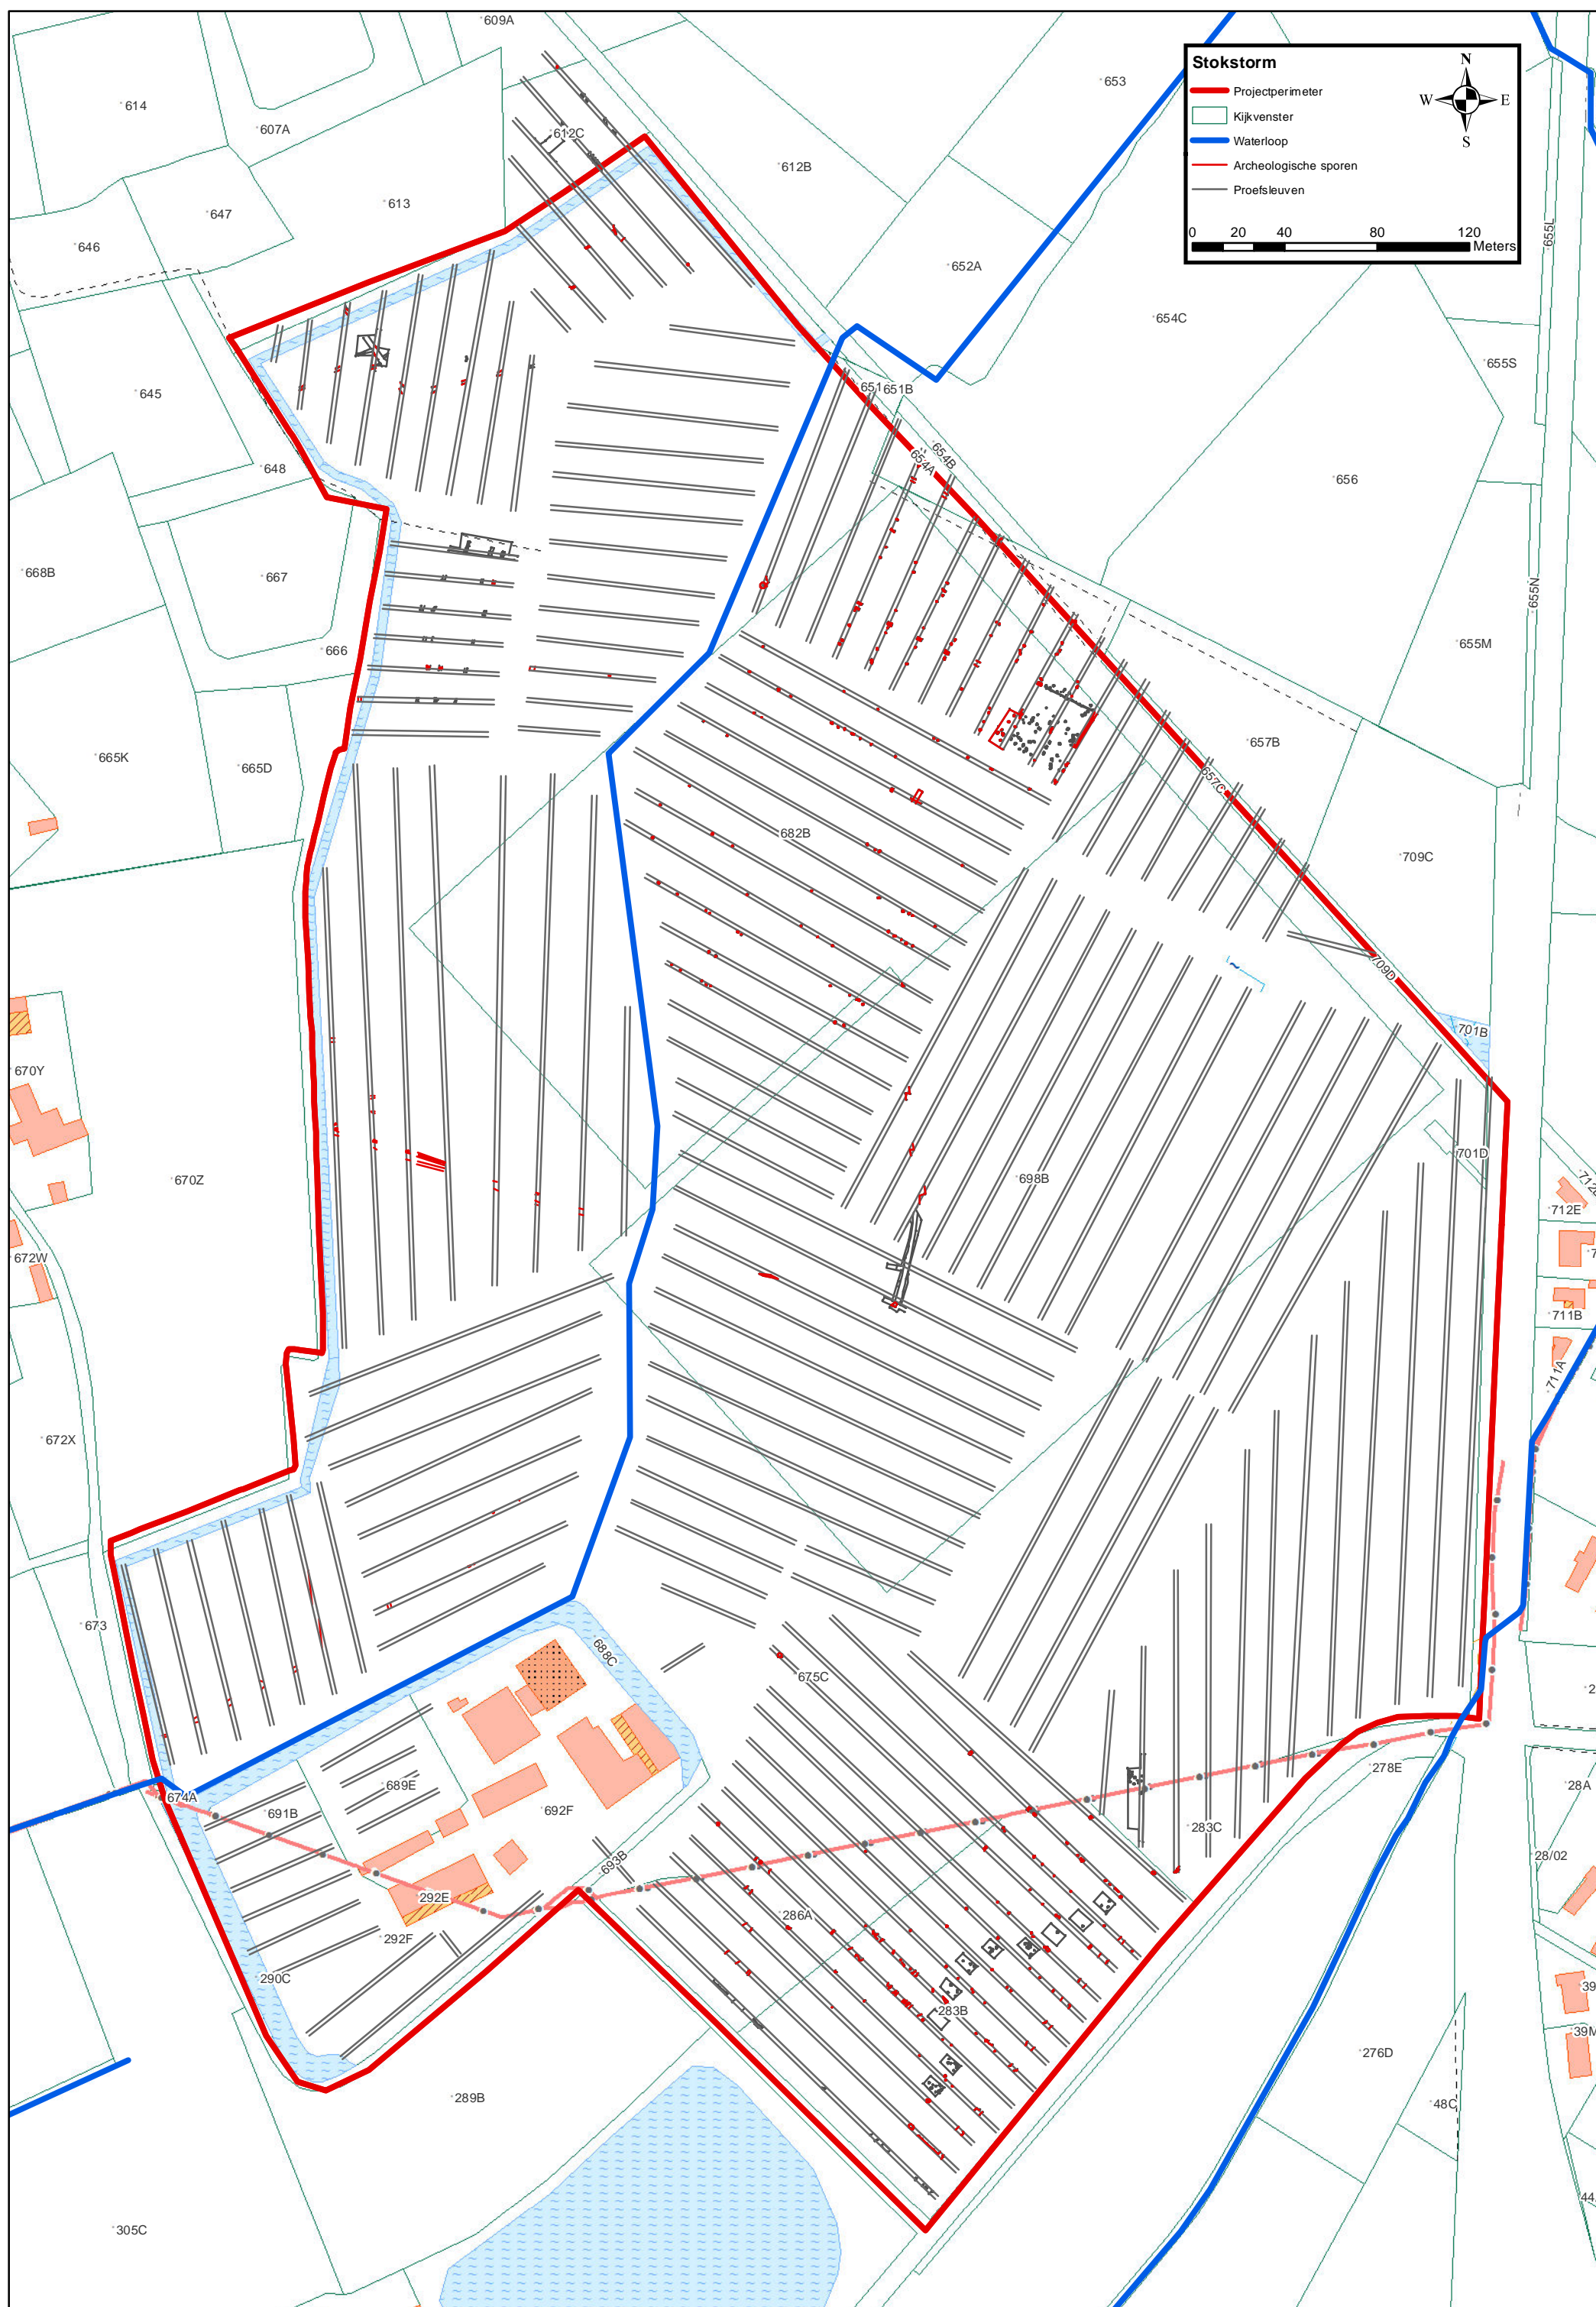 609A
614
607A
612C
653
612B
613
647
646
652A
654C
655L
Stokstorm
N
W
E
S
Projectperimeter
Kijkvenster
Waterloop
Archeologische sporen
Proefsleuven
0 20 40 80 120
Meters
645
651B
655S
648
654B
654A
656
668B
667
655N
666
655M
665K
665D
657B
657C
682B
709C
709D
701B
670Y
670Z
698B
701D
712E
672W
711B
711A
672X
673
688C
675C
674A
689E
691B
692F
278E
283C
28A
28/02
693B
292E
292F
286A
290C
283B
39M
276D
289B
48C
305C